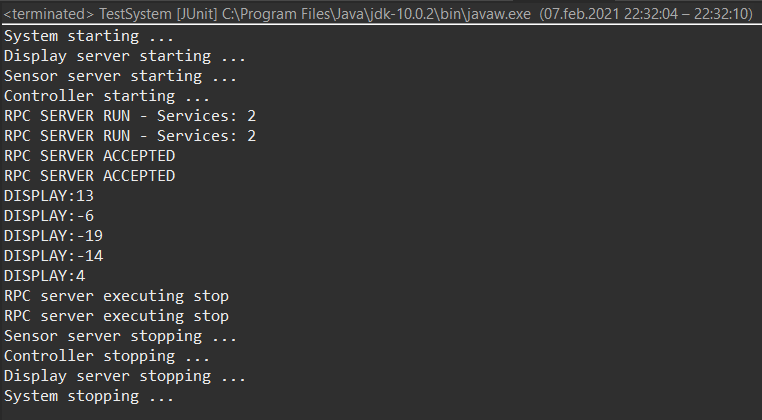 <terminated> TestSystem [JUnit] C:\Program Files\Java\jdk-10.0.2\bin\javaw.exe  (07.feb.2021 22:32:04 – 22:32:10)
System starting ...
Display server starting ...
Sensor server starting ...
Controller starting ...
RPC SERVER RUN - Services: 2
RPC SERVER RUN - Services: 2
RPC SERVER ACCEPTED
RPC SERVER ACCEPTED
DISPLAY:13
DISPLAY:-6
DISPLAY:-19
DISPLAY:-14
DISPLAY:4
RPC server executing stop
RPC server executing stop
Sensor server stopping ...
Controller stopping ...
Display server stopping ...
System stopping ...